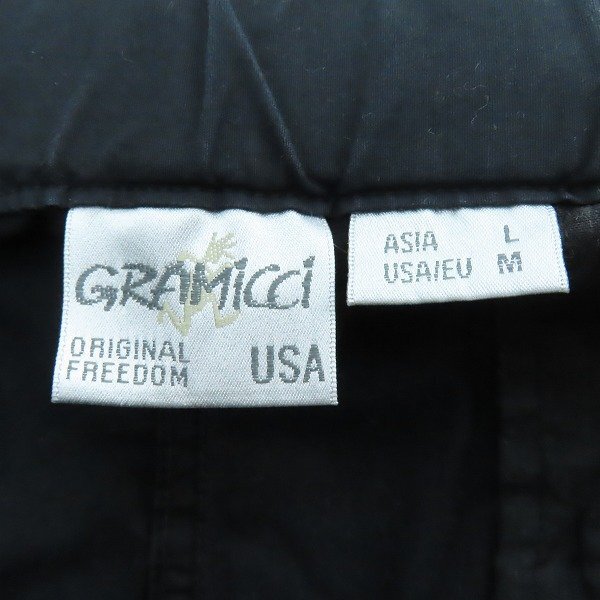 GRAMiCCi
ORIGINAL
FREEDOM USA
ASIA L
USA/EU M